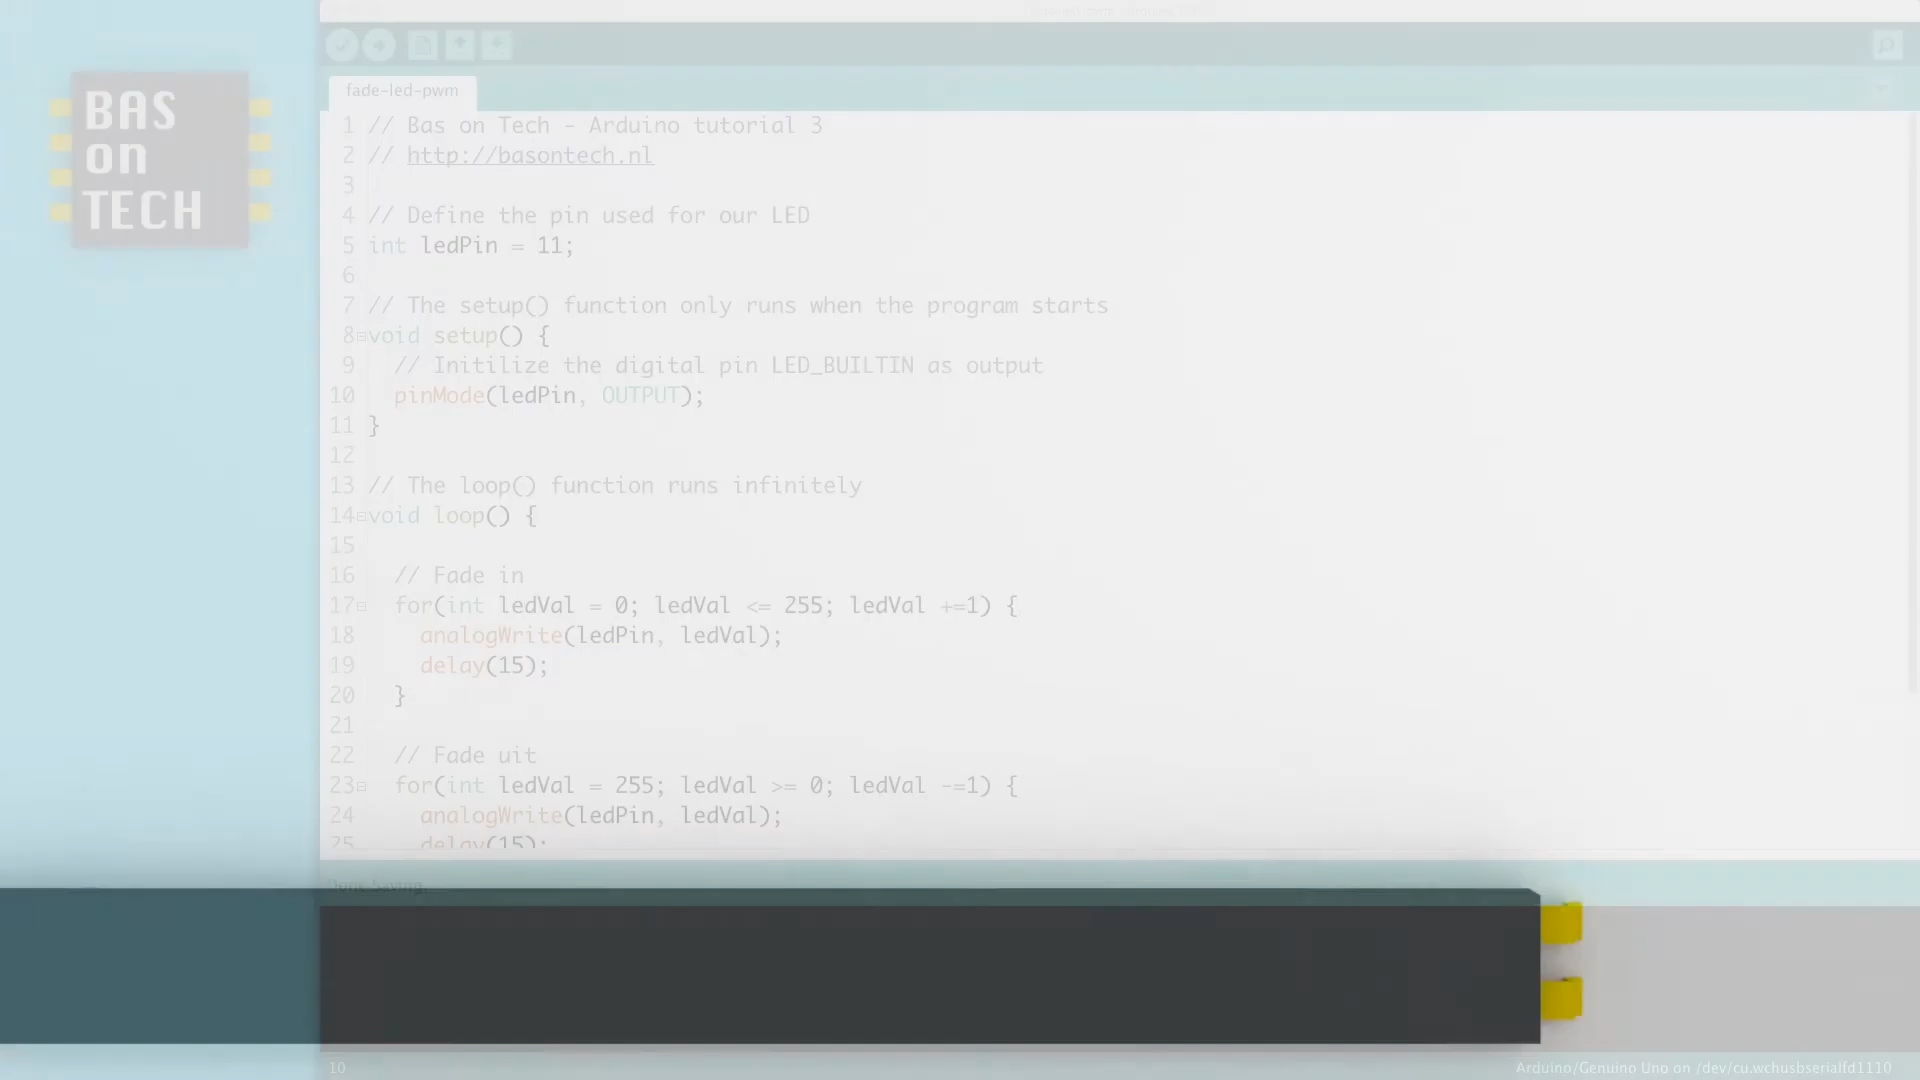 BAS
on
TECH
fade-led-pwm
1 // Bas on Tech - Arduino tutorial 3
2 // http://basontech.nl
3
4 // Define the pin used for our LED
5 int ledPin = 11;
6
7 // The setup() function only runs when the program starts
8 void setup() {
9 // Initilize the digital pin LED_BUILTIN as output
10 pinMode(ledPin, OUTPUT);
11 }
12
13 // The loop() function runs infinitely
14 void loop() {
15
16 // Fade in
17 for(int ledVal = 0; ledVal <= 255; ledVal +=1) {
18 analogWrite(ledPin, ledVal);
19 delay(15);
20 }
21
22 // Fade uit
23 for(int ledVal = 255; ledVal >= 0; ledVal -=1) {
24 analogWrite(ledPin, ledVal);
25 delay(15);
Done Saving.
10
Arduino/Genuino Uno on /dev/cu.wchusbserialfd1110